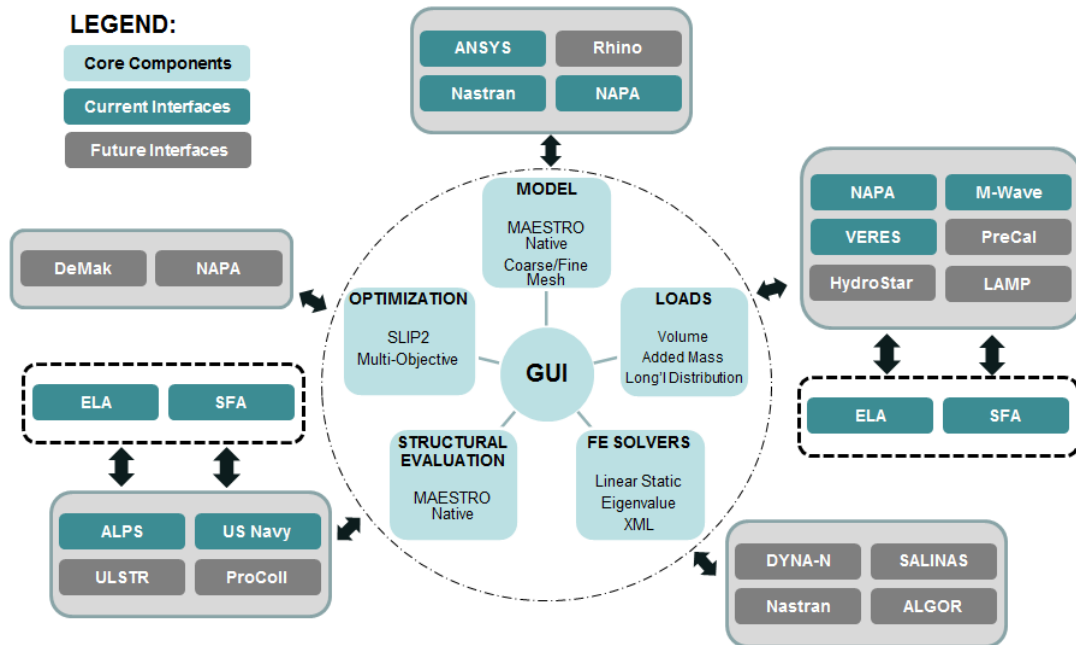 LEGEND:
Core Components
Current Interfaces
Future Interfaces
ANSYS
Rhino
Nastran
NAPA
MODEL
MAESTRO
Native
Coarse/Fine
Mesh
NAPA
M-Wave
VERES
PreCal
HydroStar
LAMP
DeMak
NAPA
OPTIMIZATION
SLIP2
Multi-Objective
LOADS
Volume
Added Mass
Long'l Distribution
GUI
ELA
SFA
ELA
SFA
STRUCTURAL
EVALUATION
MAESTRO
Native
FE SOLVERS
Linear Static
Eigenvalue
XML
ALPS
US Navy
ULSTR
ProColl
DYNA-N
SALINAS
Nastran
ALGOR